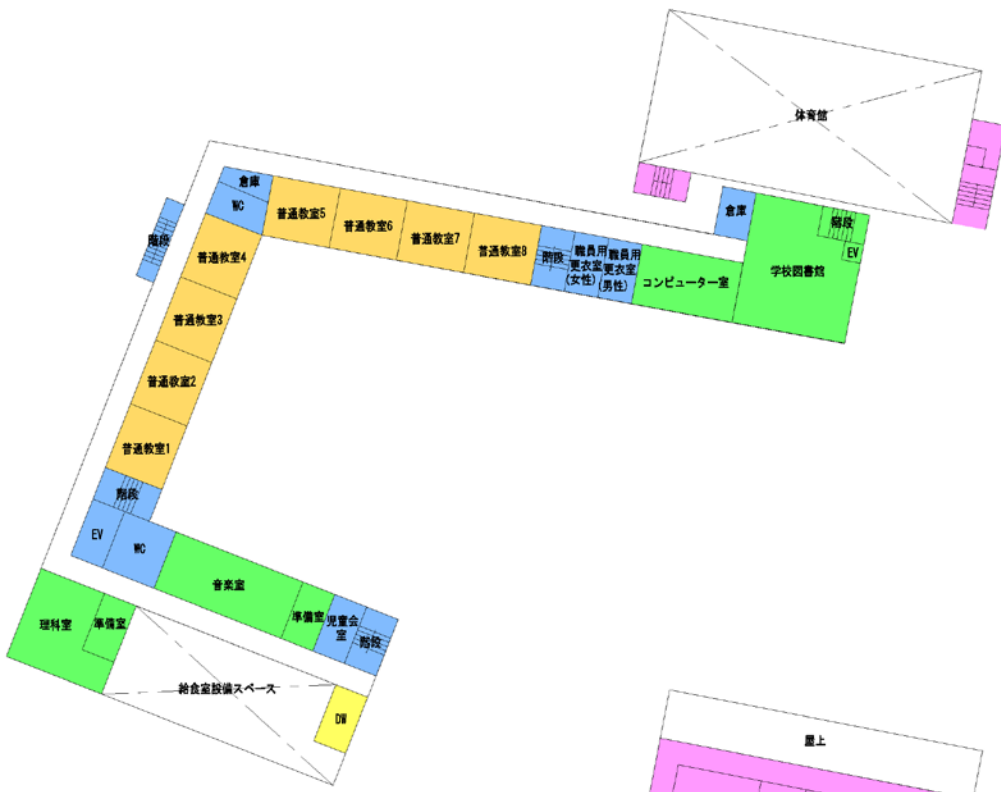 体育館
倉庫
WC
普通教室5
普通教室6
普通教室7
普通教室8
階段
職員用
更衣室
(女性)
職員用
更衣室
(男性)
コンピューター室
倉庫
学校図書館
階段
EV
階段
普通教室4
普通教室3
普通教室2
普通教室1
階段
EV
WC
音楽室
準備室
児童会
室
階段
理科室
準備室
給食室設備スペース
DW
屋上